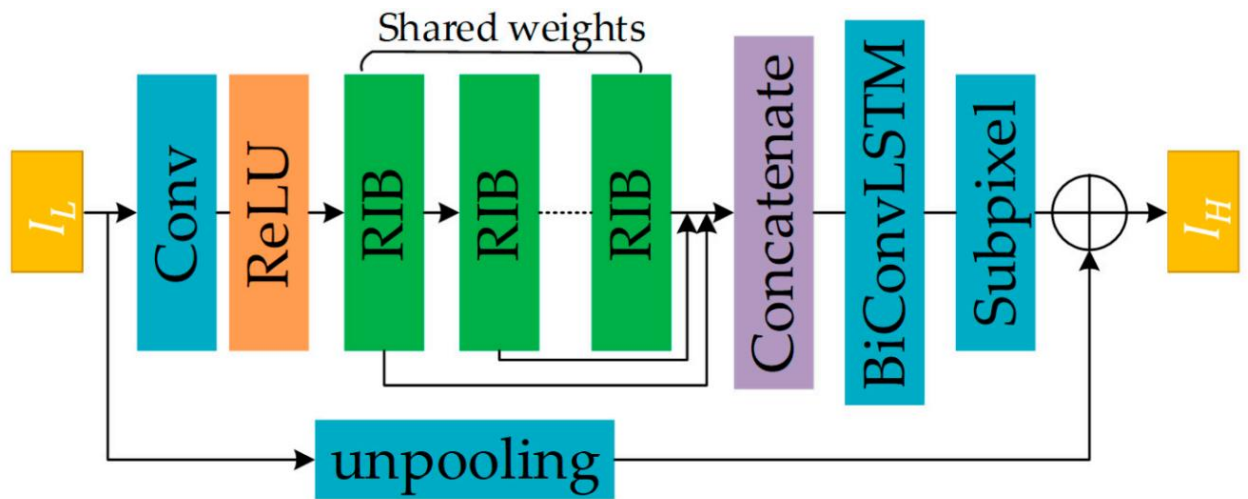 Shared weights
I_L
Conv
ReLU
RIB
RIB
RIB
Concatenate
BiConvLSTM
Subpixel
I_H
unpooling